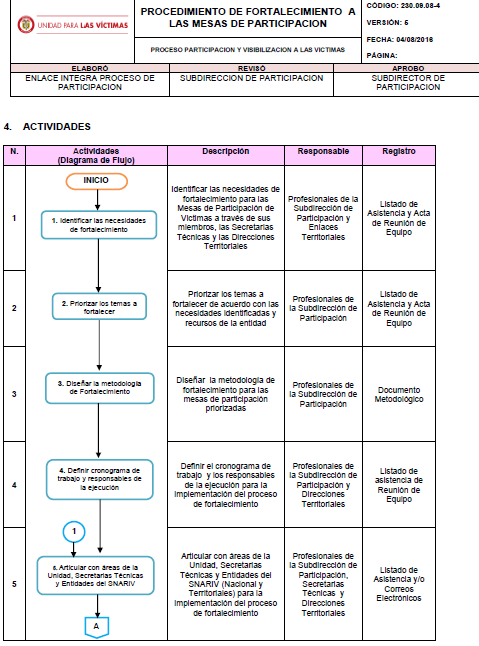 UNIDAD PARA LAS VÍCTIMAS
PROCEDIMIENTO DE FORTALECIMIENTO A
LAS MESAS DE PARTICIPACION
PROCESO PARTICIPACION Y VISIBILIZACION A LAS VICTIMAS
CÓDIGO: 230.09.08-4
VERSIÓN: 5
FECHA: 04/08/2016
PÁGINA:
ELABORÓ
REVISÓ
APROBO
ENLACE INTEGRA PROCESO DE
PARTICIPACION
SUBDIRECCION DE PARTICIPACION
SUBDIRECTOR DE
PARTICIPACION
4. ACTIVIDADES
N.
Actividades
(Diagrama de Flujo)
Descripción
Responsable
Registro
INICIO
1
1. Identificar las necesidades
de fortalecimiento
Identificar las necesidades de
fortalecimiento para las
Mesas de Participación de
Víctimas a través de sus
miembros, las Secretarías
Técnicas y las Direcciones
Territoriales
Profesionales de la
Subdirección de
Participación y
Enlaces
Territoriales
Listado de
Asistencia y Acta
de Reunión de
Equipo
2
2. Priorizar los temas a
fortalecer
Priorizar los temas a
fortalecer de acuerdo con las
necesidades identificadas y
recursos de la entidad
Profesionales de
la Subdirección de
Participación
Listado de
Asistencia y Acta
de Reunión de
Equipo
3
3. Diseñar la metodología
de Fortalecimiento
Diseñar la metodología de
fortalecimiento para las
mesas de participación
priorizadas
Profesionales de
la Subdirección de
Participación
Documento
Metodológico
4
4. Definir cronograma de
trabajo y responsables de
la ejecución
Definir el cronograma de
trabajo y los responsables
de la ejecución para la
implementación del proceso
de fortalecimiento
Profesionales de
la Subdirección de
Participación y
Direcciones
Territoriales
Listado de
asistencia de
Reunión de
Equipo
1
5
5. Articular con áreas de la
Unidad, Secretarias Técnicas
y Entidades del SNARIV
Articular con áreas de la
Unidad, Secretarías
Técnicas y Entidades del
SNARIV (Nacional y
Territoriales) para la
implementación del proceso
de fortalecimiento
Profesionales de
la Subdirección de
Participación,
Secretarías
Técnicas y
Direcciones
Territoriales
Listado de
Asistencia y/o
Correos
Electrónicos
A